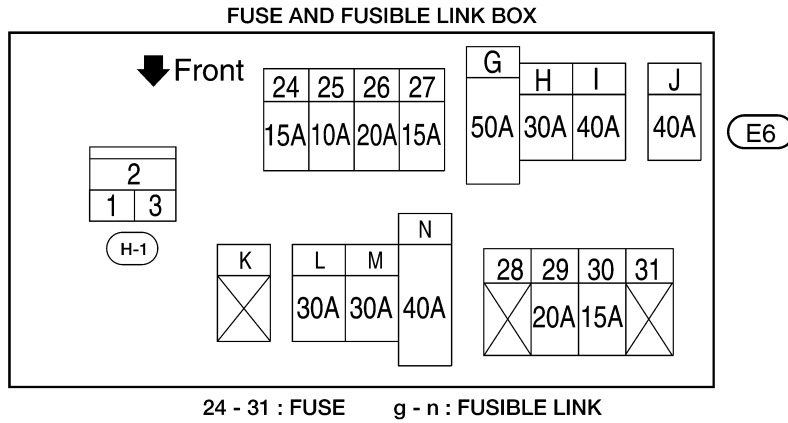 FUSE AND FUSIBLE LINK BOX
Front
24 25 26 27
15A 10A 20A 15A
G H I J
50A 30A 40A 40A
E6
2
1 3
H-1
K L M N
30A 30A 40A
28 29 30 31
20A 15A
24 - 31 : FUSE g - n : FUSIBLE LINK